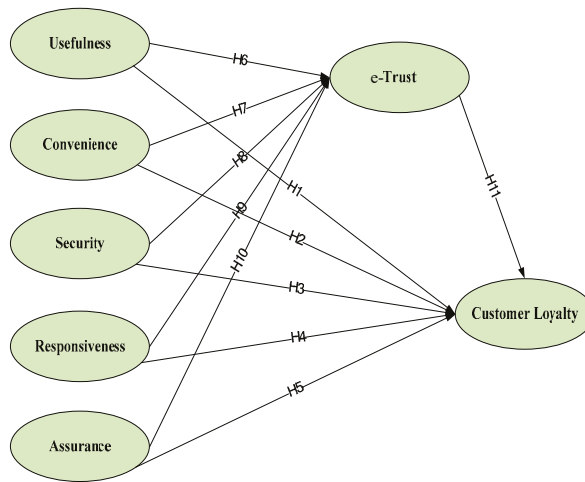 Usefulness
H6
e-Trust
H7
Convenience
H8
H1
H11
H9
H2
Security
H10
H3
Customer Loyalty
Responsiveness
H4
H5
Assurance